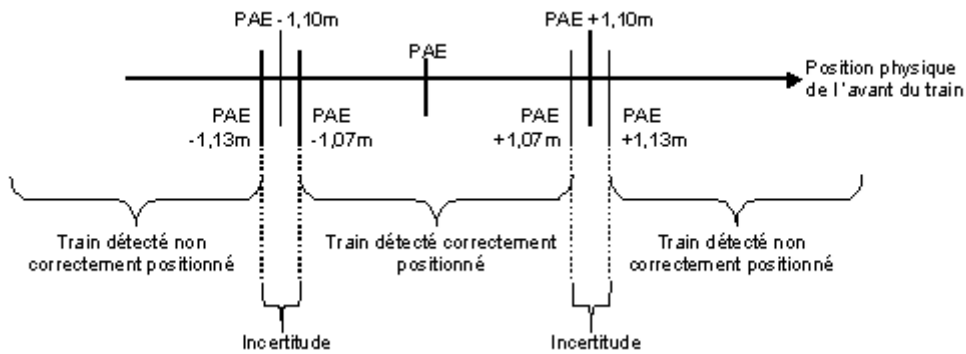 PAE - 1,10m
PAE +1,10m
PAE
Position physique
de l'avant du train
PAE
-1,13m
PAE
-1,07m
PAE
+1,07m
PAE
+1,13m
Train détecté non
correctement positionné
Train détecté correctement
positionné
Train détecté non
correctement positionné
Incertitude
Incertitude